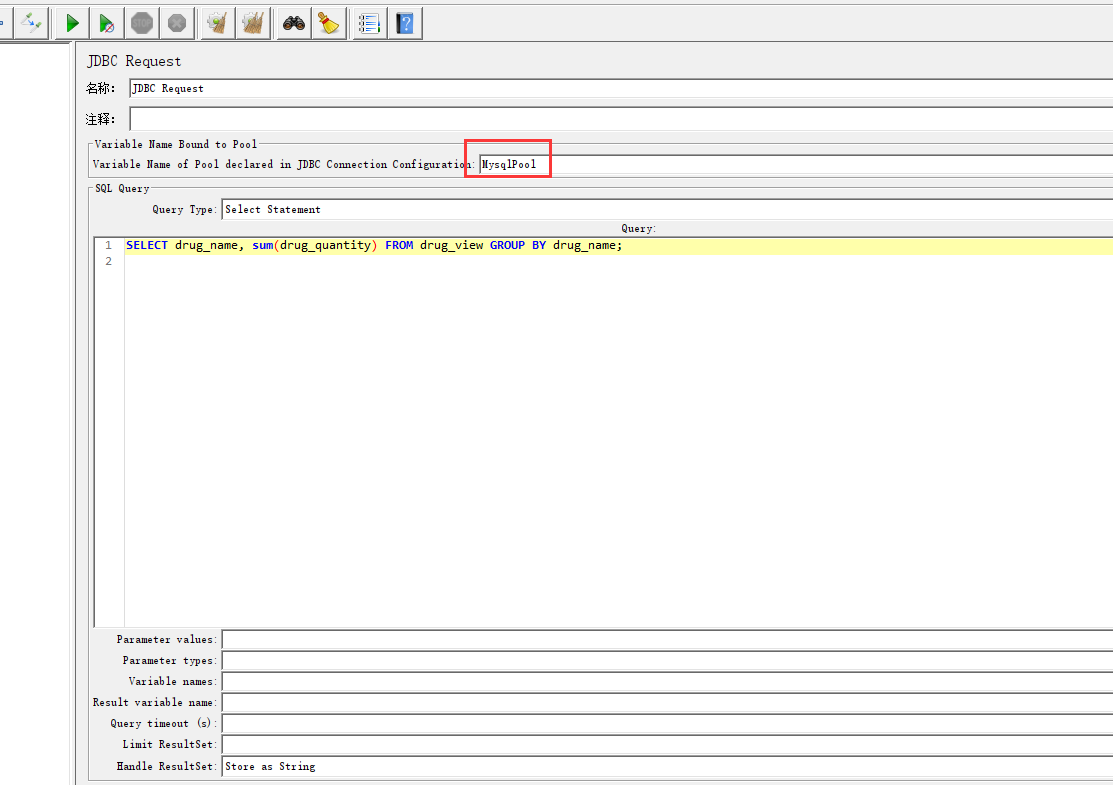 STOP
JDBC Request
名称： JDBC Request
注释：
Variable Name Bound to Pool
Variable Name of Pool declared in JDBC Connection Configuration: MysqlPool
SQL Query
Query Type: Select Statement
Query:
1 SELECT drug_name, sum(drug_quantity) FROM drug_view GROUP BY drug_name;
2
Parameter values:
Parameter types:
Variable names:
Result variable name:
Query timeout (s):
Limit ResultSet:
Handle ResultSet: Store as String